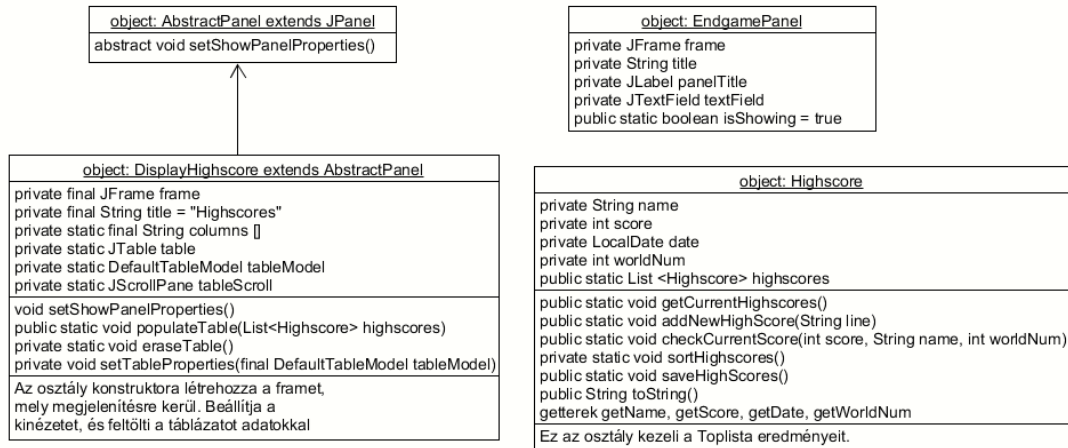 object: AbstractPanel extends JPanel
abstract void setShowPanelProperties()
object: EndgamePanel
private JFrame frame
private String title
private JLabel panelTitle
private JTextField textField
public static boolean isShowing = true
object: DisplayHighscore extends AbstractPanel
private final JFrame frame
private final String title = "Highscores"
private static final String columns []
private static JTable table
private static DefaultTableModel tableModel
private static JScrollPane tableScroll
void setShowPanelProperties()
public static void populateTable(List<Highscore> highscores)
private static void eraseTable()
private void setTableProperties(final DefaultTableModel tableModel)
Az osztály konstruktora létrehozza a framet,
mely megjelenítésre kerül. Beállítja a
kinézetet, és feltölti a táblázatot adatokkal
object: Highscore
private String name
private int score
private LocalDate date
private int worldNum
public static List <Highscore> highscores
public static void getCurrentHighscores()
public static void addNewHighScore(String line)
public static void checkCurrentScore(int score, String name, int worldNum)
private static void sortHighscores()
public static void saveHighScores()
public String toString()
getterek getName, getScore, getDate, getWorldNum
Ez az osztály kezeli a Toplista eredményeit.